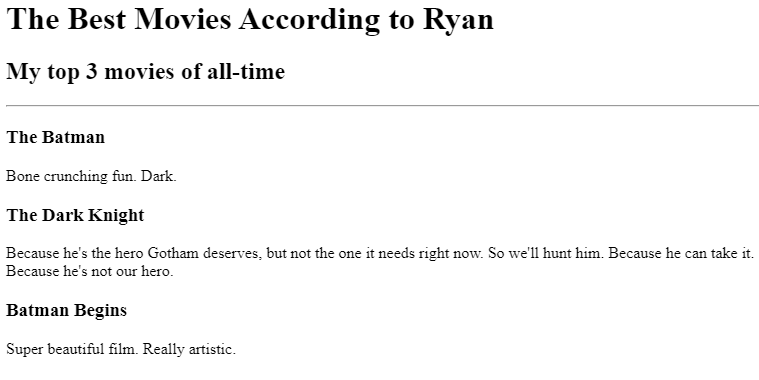 The Best Movies According to Ryan
My top 3 movies of all-time
The Batman
Bone crunching fun. Dark.
The Dark Knight
Because he's the hero Gotham deserves, but not the one it needs right now. So we'll hunt him. Because he can take it.
Because he's not our hero.
Batman Begins
Super beautiful film. Really artistic.